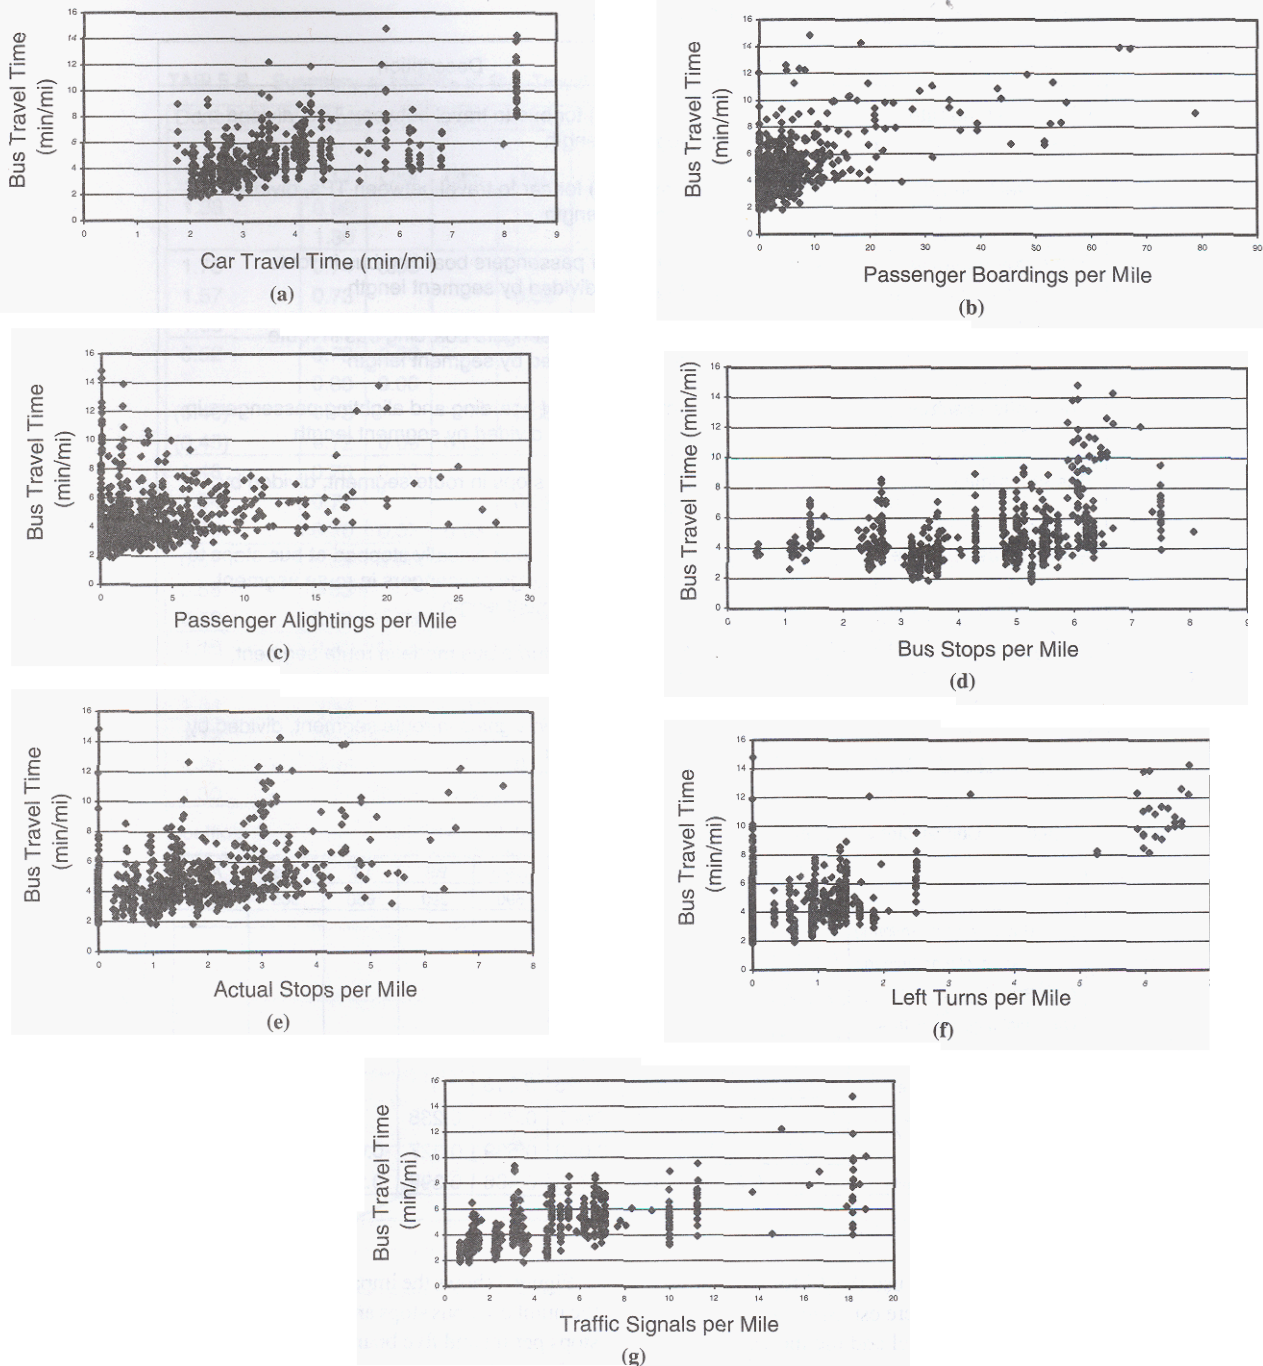 Bus Travel Time
(min/mi)
16
14
12
10
8
6
4
2
0
0 1 2 3 4 5 6 7 8 9
Car Travel Time (min/mi)
(a)
Bus Travel Time
(min/mi)
16
14
12
10
8
6
4
2
0
0 10 20 30 40 50 60 70 80 90
Passenger Boardings per Mile
(b)
Bus Travel Time
(min/mi)
16
14
12
10
8
6
4
2
0
0 5 10 15 20 25 30
Passenger Alightings per Mile
(c)
Bus Travel Time (min/mi)
16
14
12
10
8
6
4
2
0
0 1 2 3 4 5 6 7 8 9
Bus Stops per Mile
(d)
Bus Travel Time
(min/mi)
16
14
12
10
8
6
4
2
0
0 1 2 3 4 5 6 7 8
Actual Stops per Mile
(e)
Bus Travel Time
(min/mi)
16
14
12
10
8
6
4
2
0
0 1 2 3 4 5 6
Left Turns per Mile
(f)
Bus Travel Time
(min/mi)
16
14
12
10
8
6
4
2
0
0 2 4 6 8 10 12 14 16 18 20
Traffic Signals per Mile
(g)